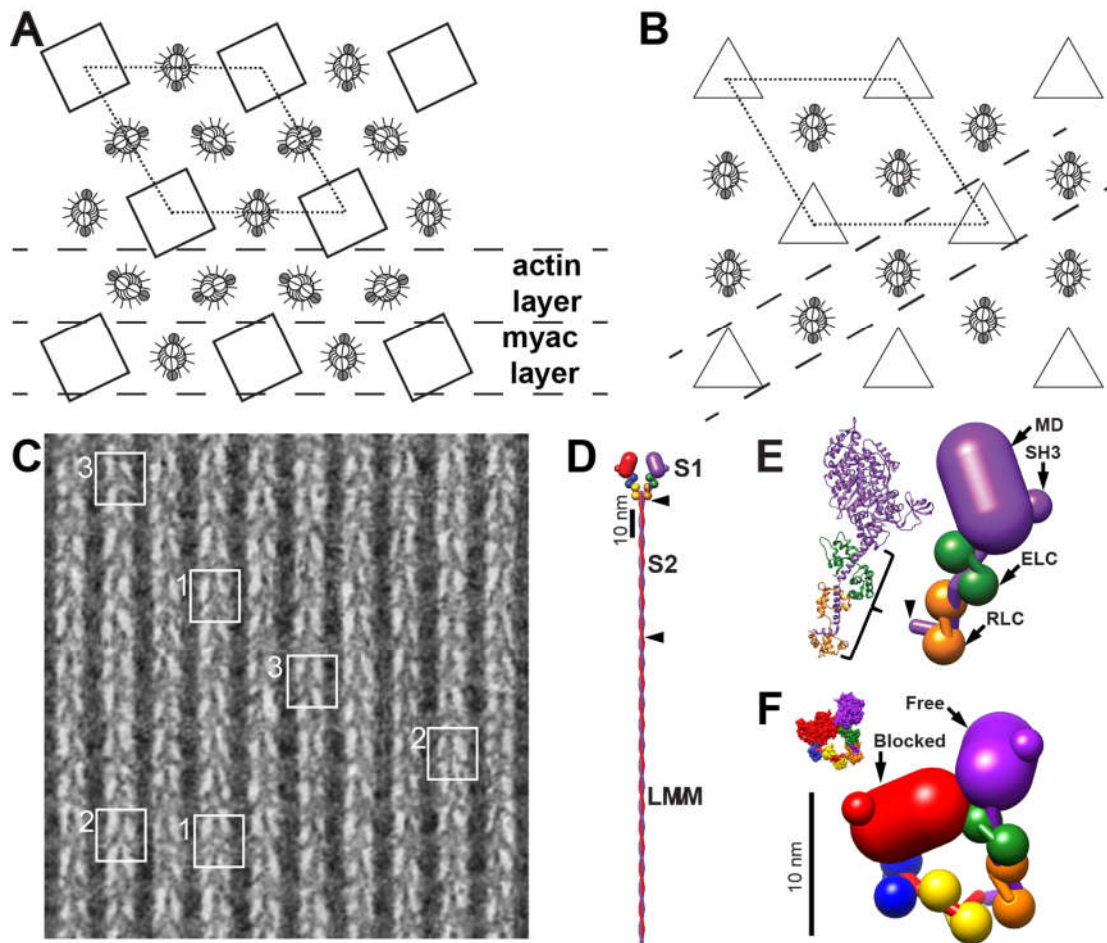 A
B
actin
layer
myac
layer
C
3
1
3
2
2
1
D
S1
10 nm
S2
LMM
E
MD
SH3
ELC
RLC
F
Free
Blocked
10 nm